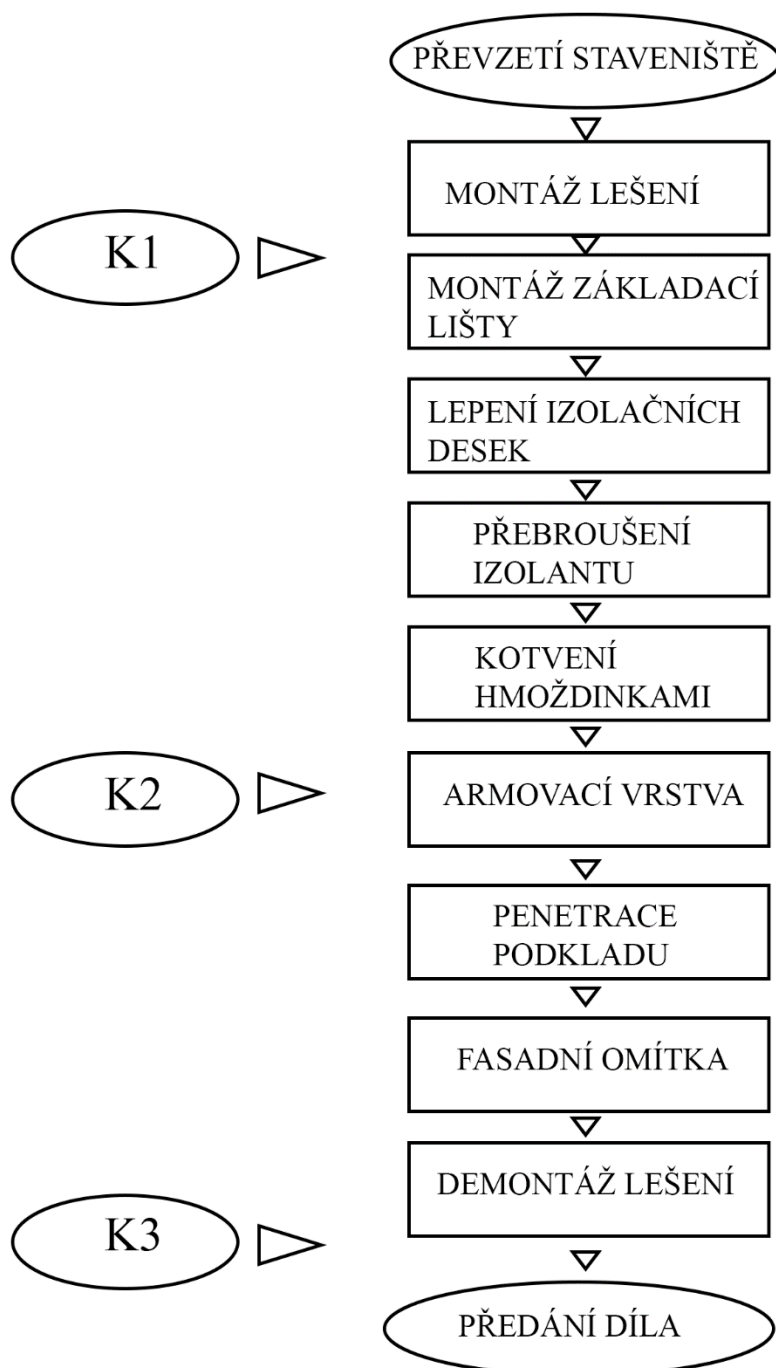 PŘEVZETÍ STAVENIŠTĚ
MONTÁŽ LEŠENÍ
K1
MONTÁŽ ZÁKLADACÍ
LIŠTY
LEPENÍ IZOLAČNÍCH
DESEK
PŘEBROUŠENÍ
IZOLANTU
KOTVENÍ
HMOŽDINKAMI
K2
ARMOVACÍ VRSTVA
PENETRACE
PODKLADU
FASADNÍ OMÍTKA
DEMONTÁŽ LEŠENÍ
K3
PŘEDÁNÍ DÍLA